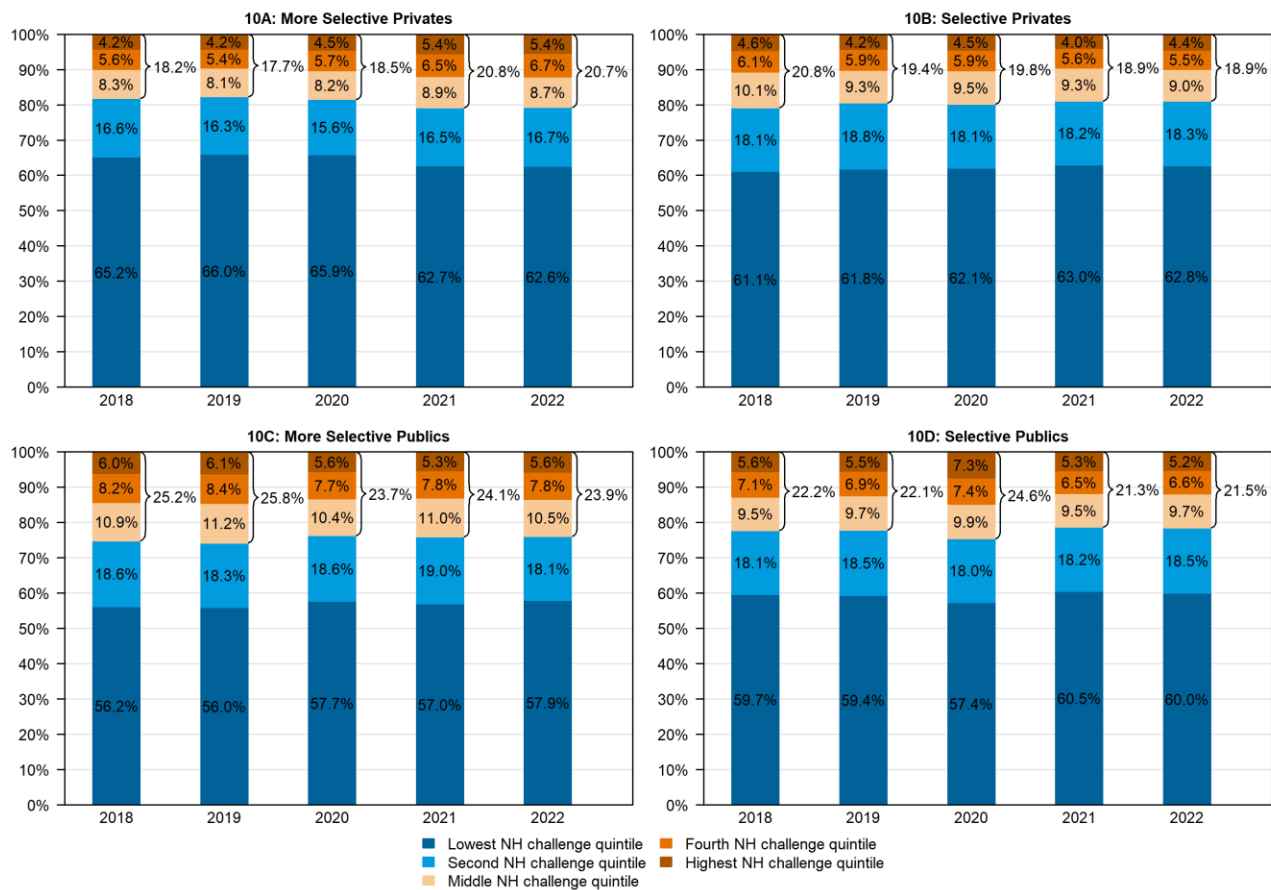 10A: More Selective Privates
100%
90%
80%
70%
60%
50%
40%
30%
20%
10%
0%
4.2% 4.2% 4.5% 5.4% 5.4%
5.6% 5.4% 5.7% 6.5% 6.7%
18.2% 17.7% 18.5% 20.8% 20.7%
8.3% 8.1% 8.2% 8.9% 8.7%
16.6% 16.3% 15.6% 16.5% 16.7%
65.2% 66.0% 65.9% 62.7% 62.6%
2018 2019 2020 2021 2022
10B: Selective Privates
100%
90%
80%
70%
60%
50%
40%
30%
20%
10%
0%
4.6% 4.2% 4.5% 4.0% 4.4%
6.1% 5.9% 5.9% 5.6% 5.5%
20.8% 19.4% 19.8% 18.9% 18.9%
10.1% 9.3% 9.5% 9.3% 9.0%
18.1% 18.8% 18.1% 18.2% 18.3%
61.1% 61.8% 62.1% 63.0% 62.8%
2018 2019 2020 2021 2022
10C: More Selective Publics
100%
90%
80%
70%
60%
50%
40%
30%
20%
10%
0%
6.0% 6.1% 5.6% 5.3% 5.6%
8.2% 8.4% 7.7% 7.8% 7.8%
25.2% 25.8% 23.7% 24.1% 23.9%
10.9% 11.2% 10.4% 11.0% 10.5%
18.6% 18.3% 18.6% 19.0% 18.1%
56.2% 56.0% 57.7% 57.0% 57.9%
2018 2019 2020 2021 2022
10D: Selective Publics
100%
90%
80%
70%
60%
50%
40%
30%
20%
10%
0%
5.6% 5.5% 7.3% 5.3% 5.2%
7.1% 6.9% 7.4% 6.5% 6.6%
22.2% 22.1% 24.6% 21.3% 21.5%
9.5% 9.7% 9.9% 9.5% 9.7%
18.1% 18.5% 18.0% 18.2% 18.5%
59.7% 59.4% 57.4% 60.5% 60.0%
2018 2019 2020 2021 2022
Lowest NH challenge quintile
Second NH challenge quintile
Middle NH challenge quintile
Fourth NH challenge quintile
Highest NH challenge quintile